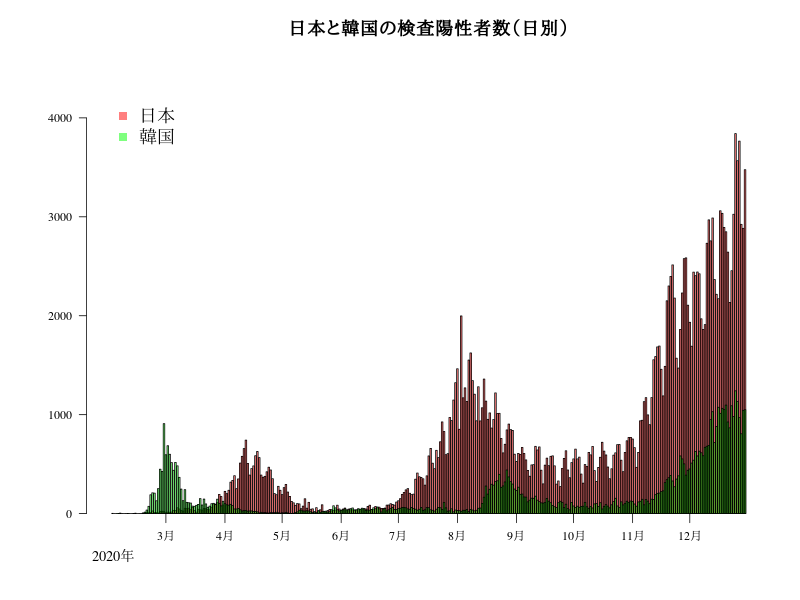 日本と韓国の検査陽性者数（日別）
日本
韓国
4000
3000
2000
1000
0
3月 4月 5月 6月 7月 8月 9月 10月 11月 12月
2020年